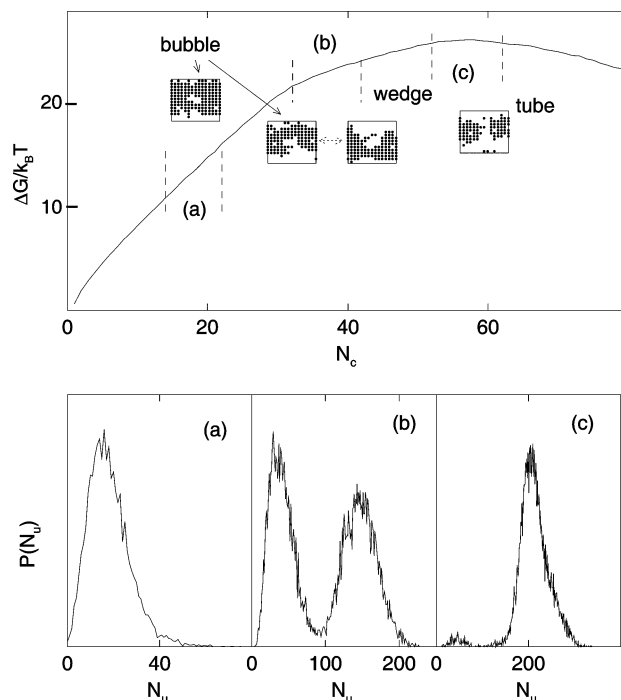 (b)
bubble
(c)
wedge
tube
20
ΔG/k_BT
(a)
10
0 20 40 60
N_c
(a) (b) (c)
P(N_u)
0 40 0 100 200 0 200
N_u N_u N_u